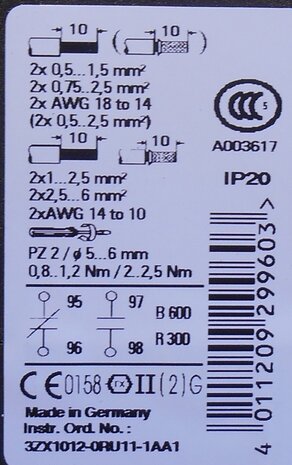 10 10
2x 0,5...1,5 mm²
2x 0,75...2,5 mm²
2x AWG 18 to 14
(2x 0,5...2,5 mm²)
10 10
2x1...2,5 mm²
2x2,5...6 mm²
2xAWG 14 to 10
PZ 2 / ø 5...6 mm
0,8...1,2 Nm / 2...2,5 Nm
95 97
B 600
R 300
96 98
CE 0158 εx II (2) G
Made in Germany
Instr. Ord. No.:
3ZX1012-0RU11-1AA1
CCC 5
A003617
IP20
4 011209 299603 >